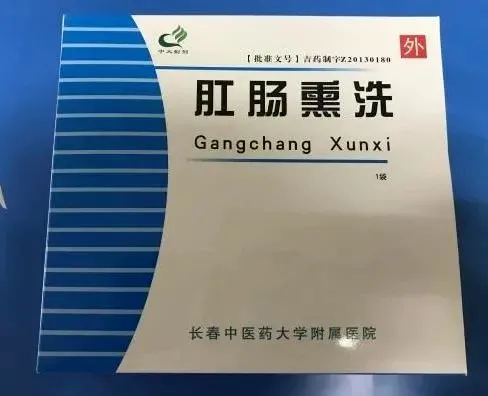 外
【批准文号】吉药制字Z20130180
肛肠熏洗
Gangchang Xunxi
1袋
长春中医药大学附属医院